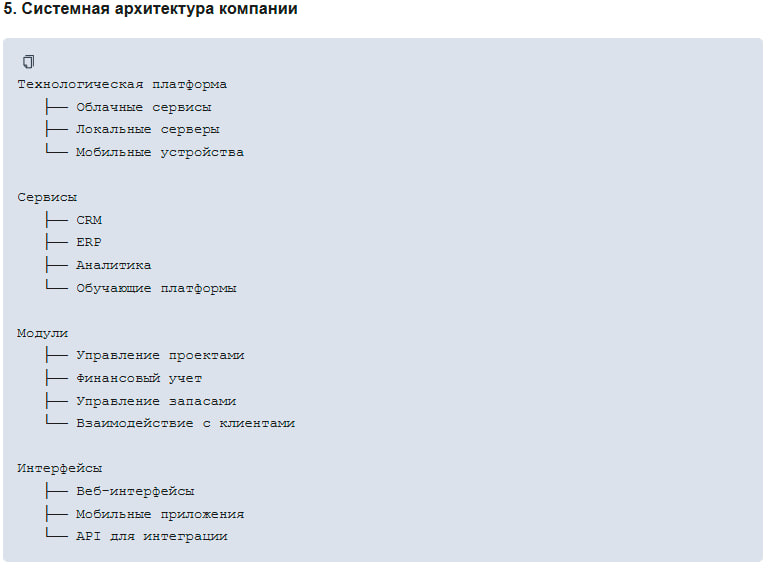 5. Системная архитектура компании
Технологическая платформа
├── Облачные сервисы
├── Локальные серверы
└── Мобильные устройства
Сервисы
├── CRM
├── ERP
├── Аналитика
└── Обучающие платформы
Модули
├── Управление проектами
├── Финансовый учет
├── Управление запасами
└── Взаимодействие с клиентами
Интерфейсы
├── Веб-интерфейсы
├── Мобильные приложения
└── API для интеграции